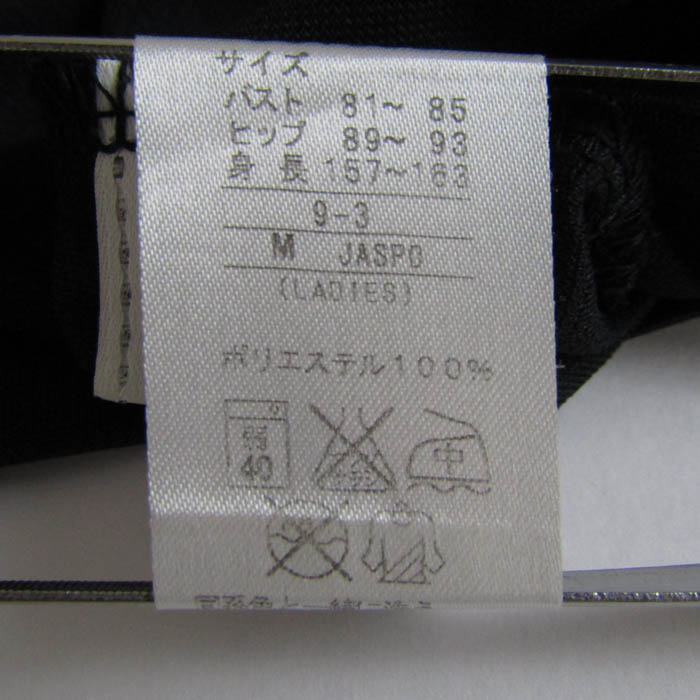 サイズ
バスト 81～ 85
ヒップ 89～ 93
身長 157～163
9-3
M JASPO
(LADIES)
ポリエステル100%
弱
40
中